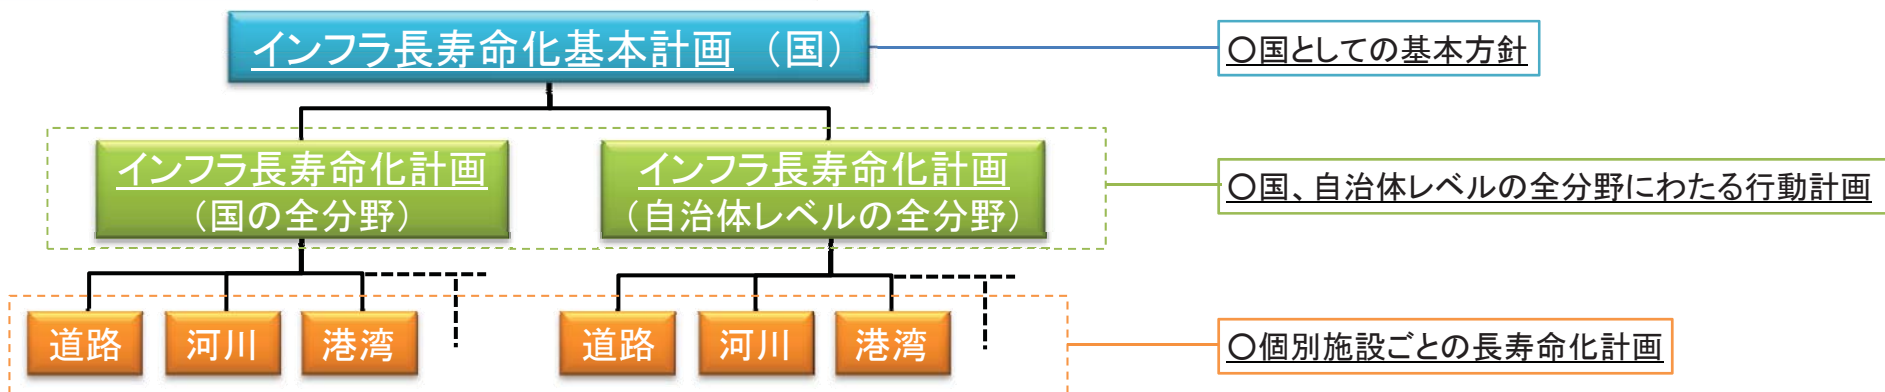 インフラ長寿命化基本計画 (国)
〇国としての基本方針
インフラ長寿命化計画
(国の全分野)
インフラ長寿命化計画
(自治体レベルの全分野)
〇国、自治体レベルの全分野にわたる行動計画
道路
河川
港湾
道路
河川
港湾
〇個別施設ごとの長寿命化計画